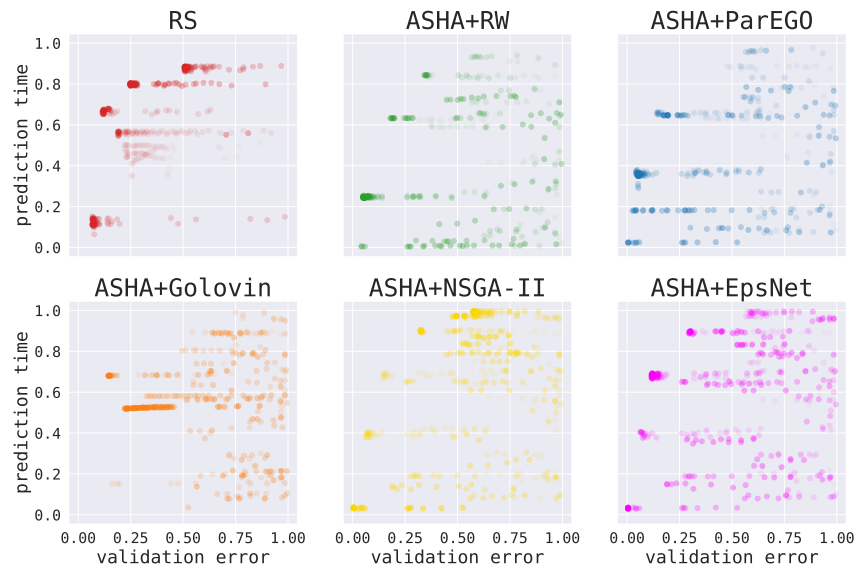 RS ASHA+RW ASHA+ParEGO
1.0
0.8
0.6
0.4
0.2
0.0
prediction time
ASHA+Golovin ASHA+NSGA-II ASHA+EpsNet
1.0
0.8
0.6
0.4
0.2
0.0
prediction time
0.00 0.25 0.50 0.75 1.00 0.00 0.25 0.50 0.75 1.00 0.00 0.25 0.50 0.75 1.00
validation error validation error validation error